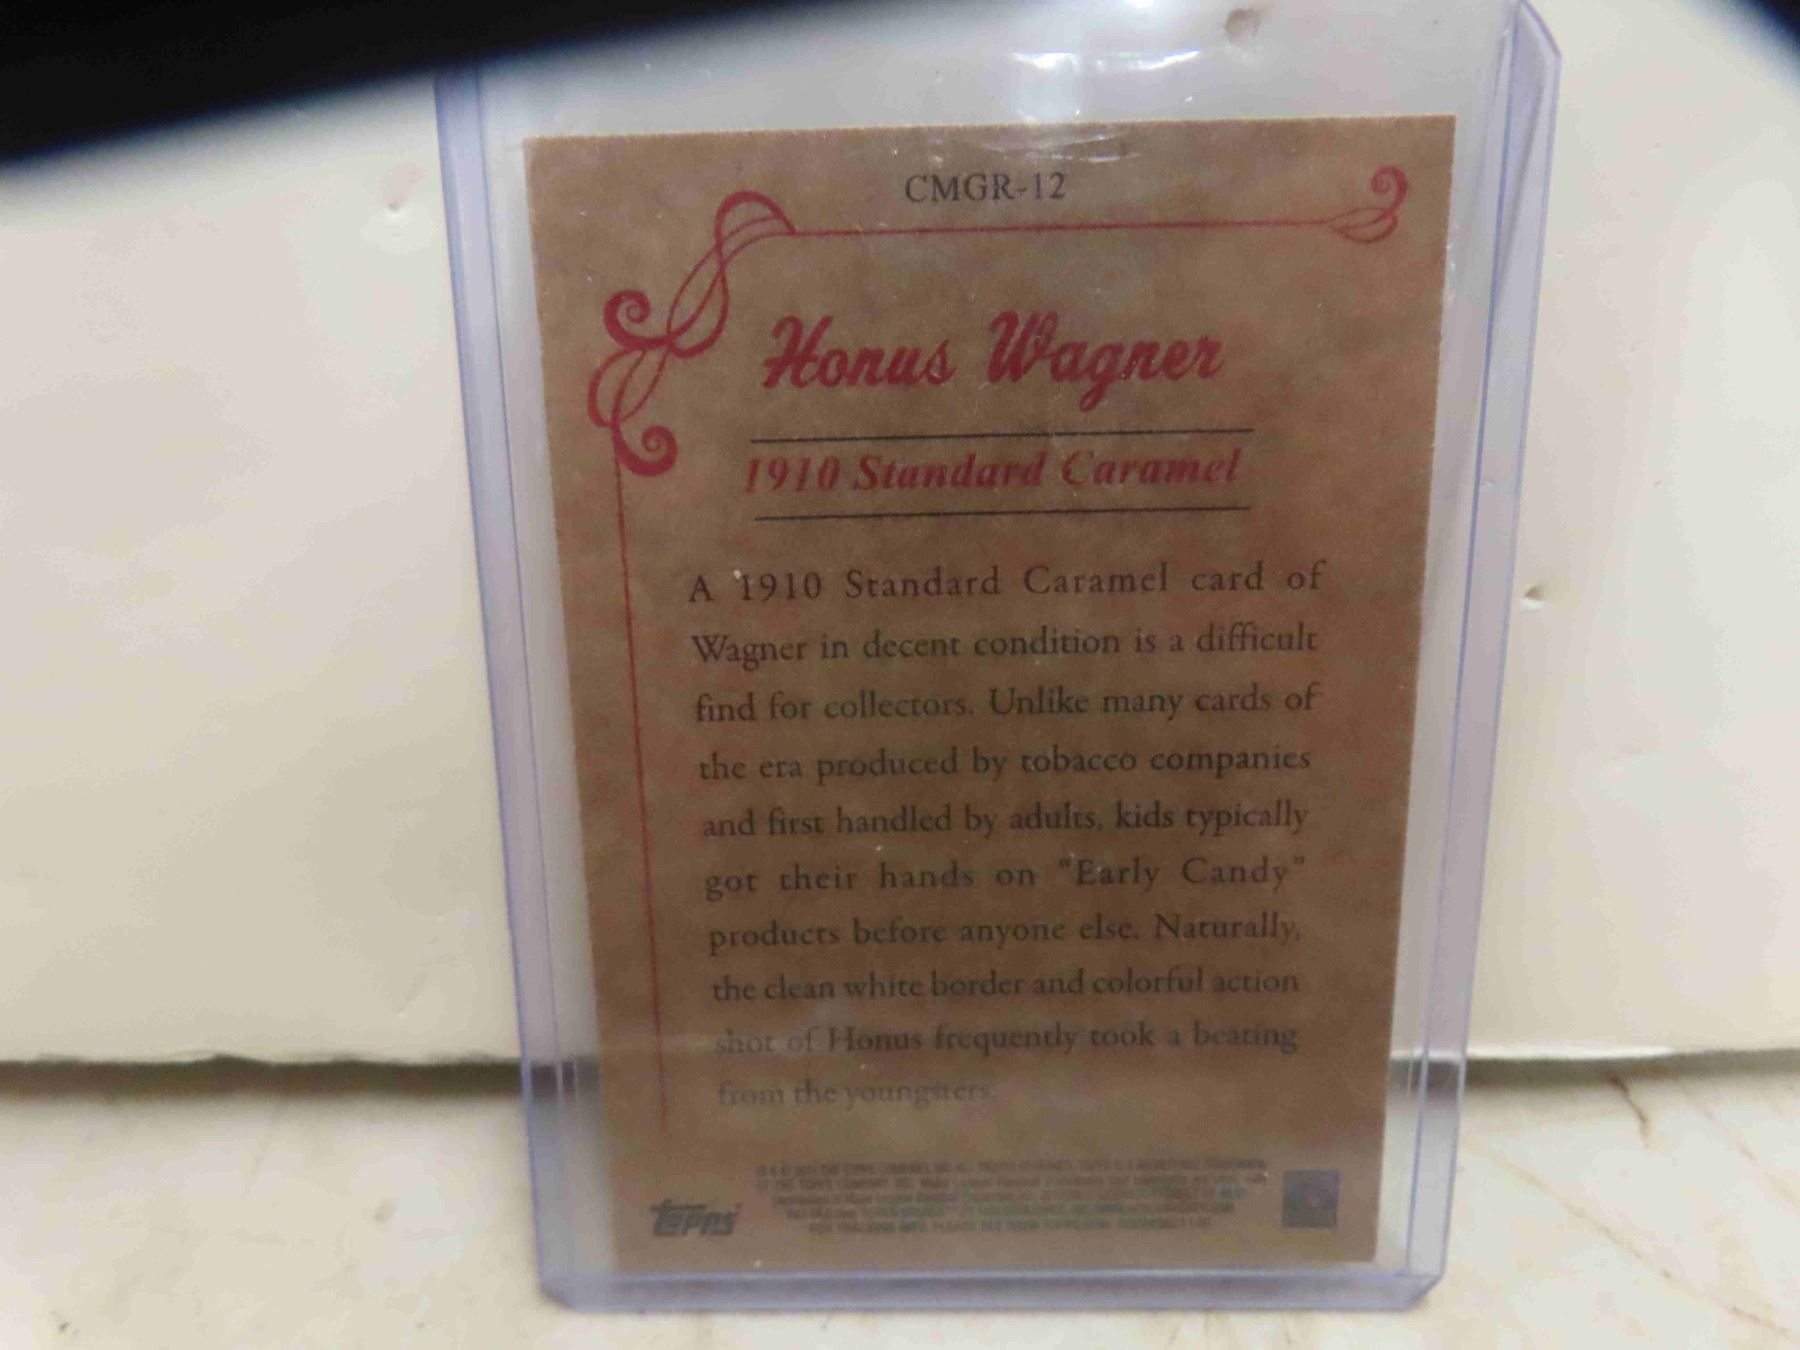 CMGR-12
Honus Wagner
1910 Standard Caramel
A 1910 Standard Caramel card of
Wagner in decent condition is a difficult
find for collectors. Unlike many cards of
the era produced by tobacco companies
and first handled by adults, kids typically
got their hands on "Early Candy"
products before anyone else. Naturally,
the clean white border and colorful action
shot of Honus frequently took a beating
from the youngsters.
topps